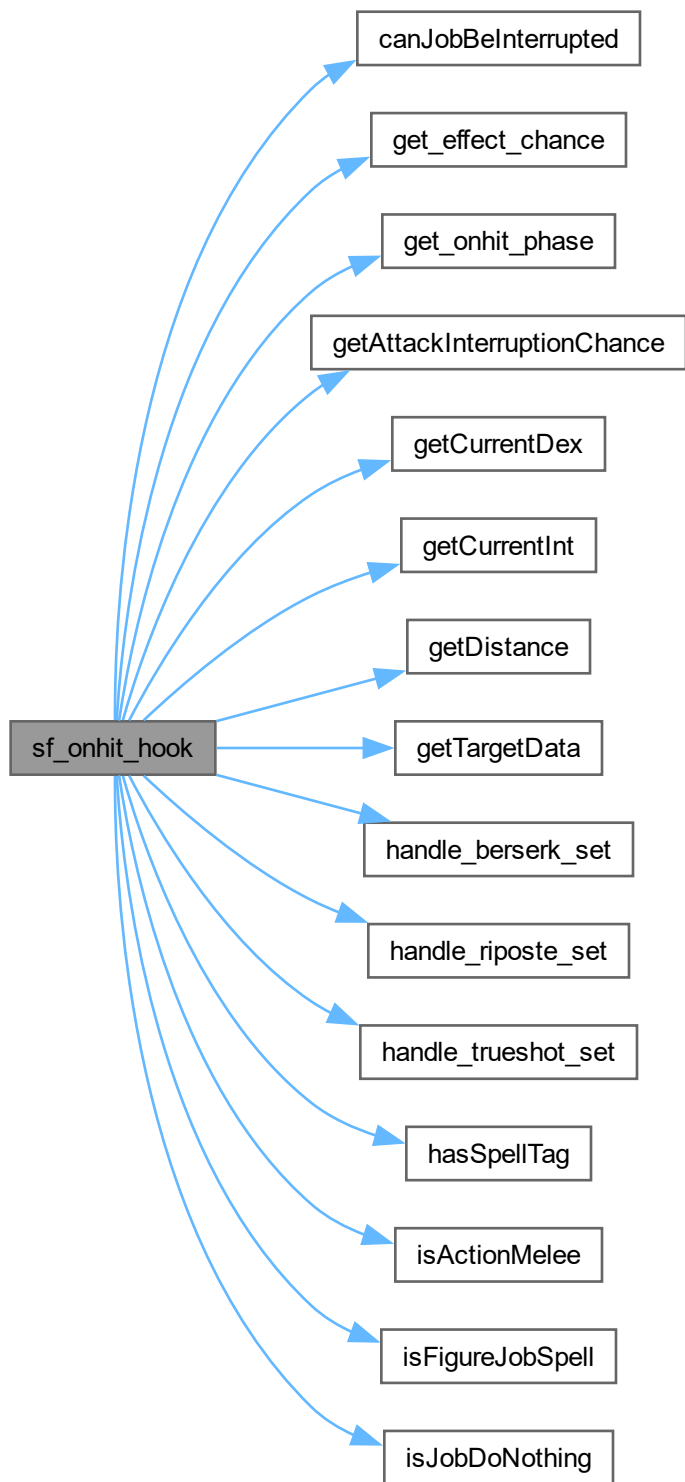 canJobBeInterrupted
get_effect_chance
get_onhit_phase
getAttackInterruptionChance
getCurrentDex
getCurrentInt
getDistance
sf_onhit_hook
getTargetData
handle_berserk_set
handle_riposte_set
handle_trueshot_set
hasSpellTag
isActionMelee
isFigureJobSpell
isJobDoNothing